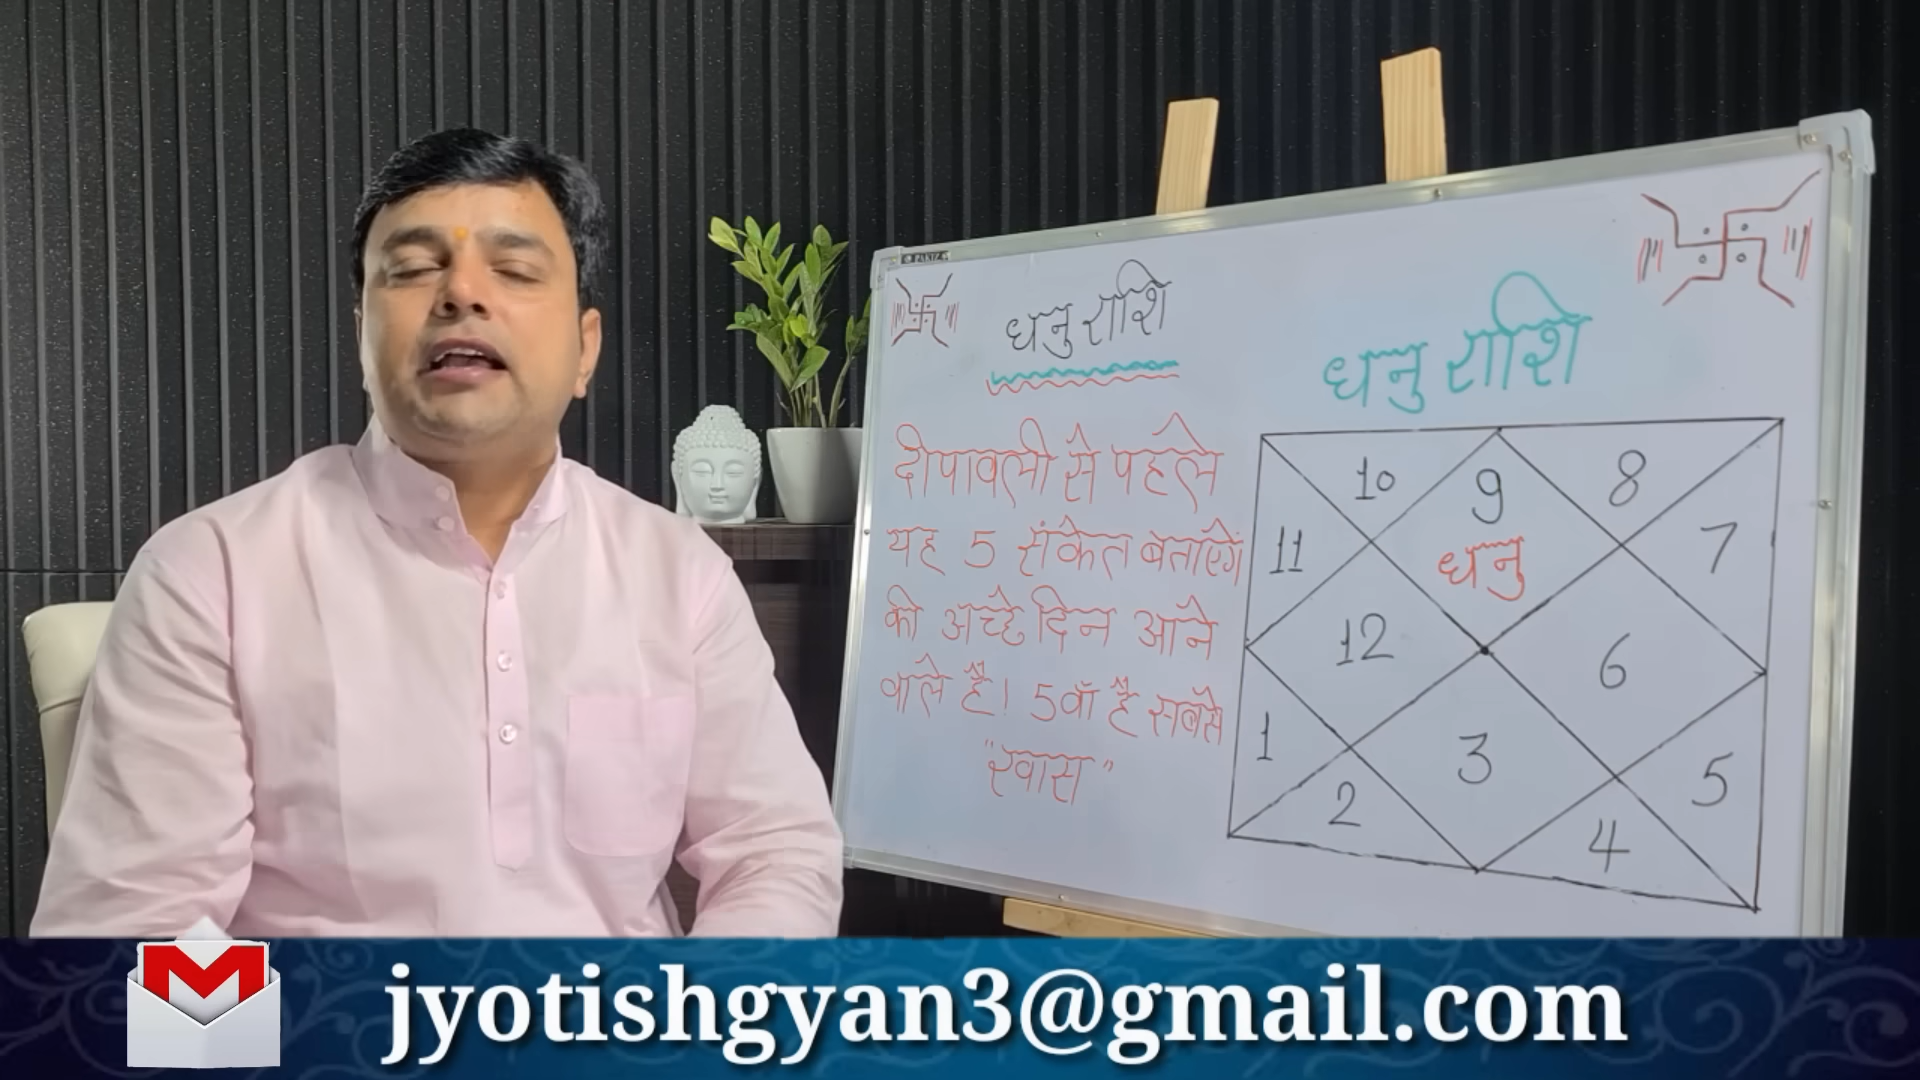 धनु राशि
दीपावली से पहले
यह 5 संकेत बताएंगे
की अच्छे दिन आने
वाले है। 5वाँ है सबसे
"खास"
धनु राशि
10
9
8
11
धनु
7
12
6
1
3
5
2
4
jyotishgyan3@gmail.com